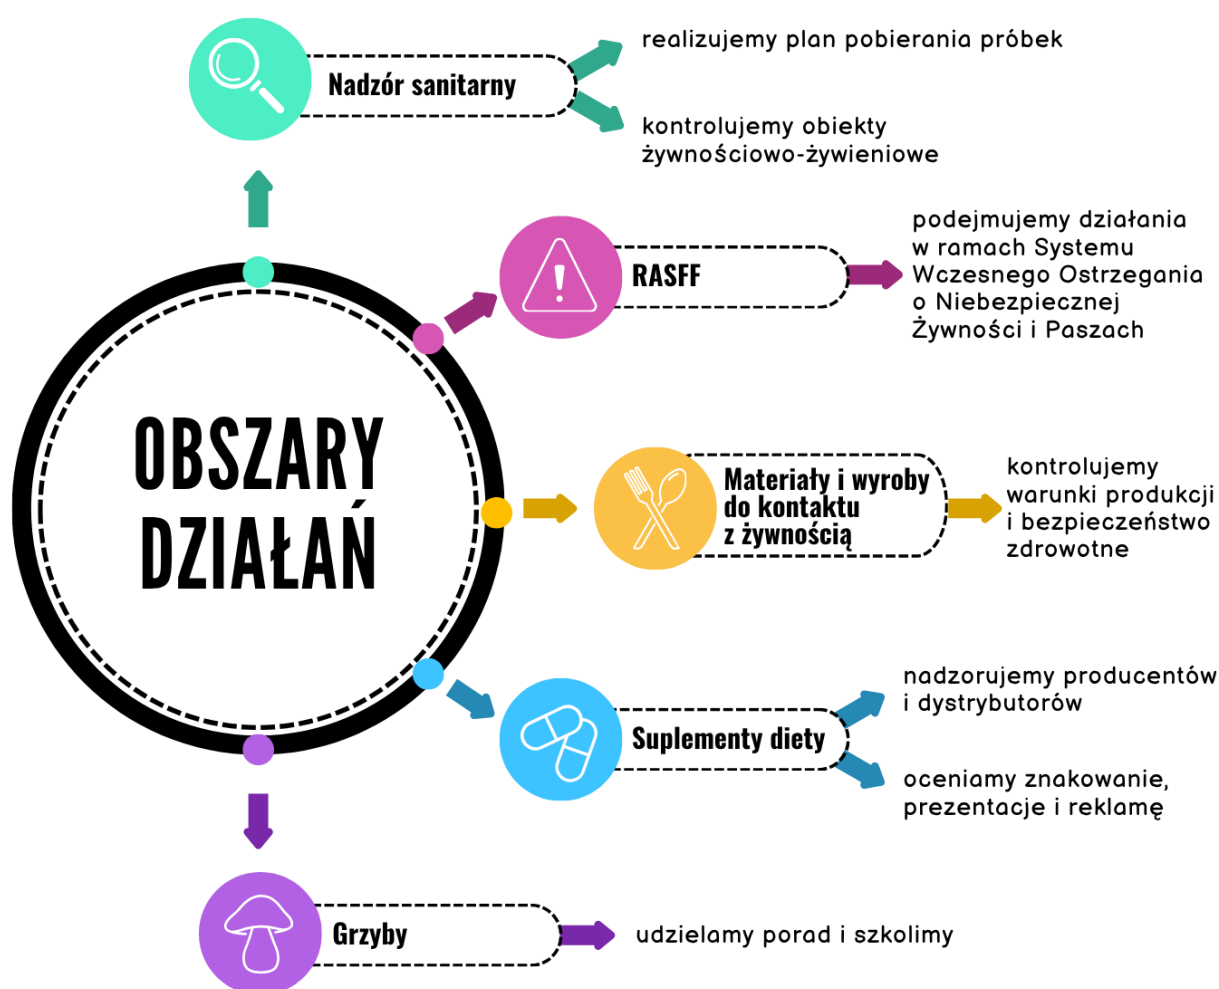 Nadzór sanitarny
realizujemy plan pobierania próbek
kontrolujemy obiekty
żywnościowo-żywieniowe
RASFF
podejmujemy działania
w ramach Systemu
Wczesnego Ostrzegania
o Niebezpiecznej
Żywności i Paszach
OBSZARY
DZIAŁAŃ
Materiały i wyroby
do kontaktu
z żywnością
kontrolujemy
warunki produkcji
i bezpieczeństwo
zdrowotne
Suplementy diety
nadzorujemy producentów
i dystrybutorów
oceniamy znakowanie,
prezentacje i reklamę
Grzyby
udzielamy porad i szkolimy